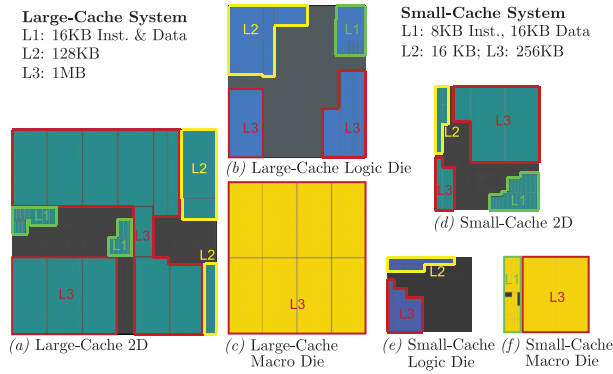 Large-Cache System
L1: 16KB Inst. & Data
L2: 128KB
L3: 1MB
Small-Cache System
L1: 8KB Inst., 16KB Data
L2: 16 KB; L3: 256KB
L2
L1
L3
L3
(b) Large-Cache Logic Die
L2
L1
L1
L3
L2
L3
(a) Large-Cache 2D
L3
(c) Large-Cache
Macro Die
L3
L2
L3
L1
(d) Small-Cache 2D
L2
L3
(e) Small-Cache
Logic Die
L1
L3
(f) Small-Cache
Macro Die